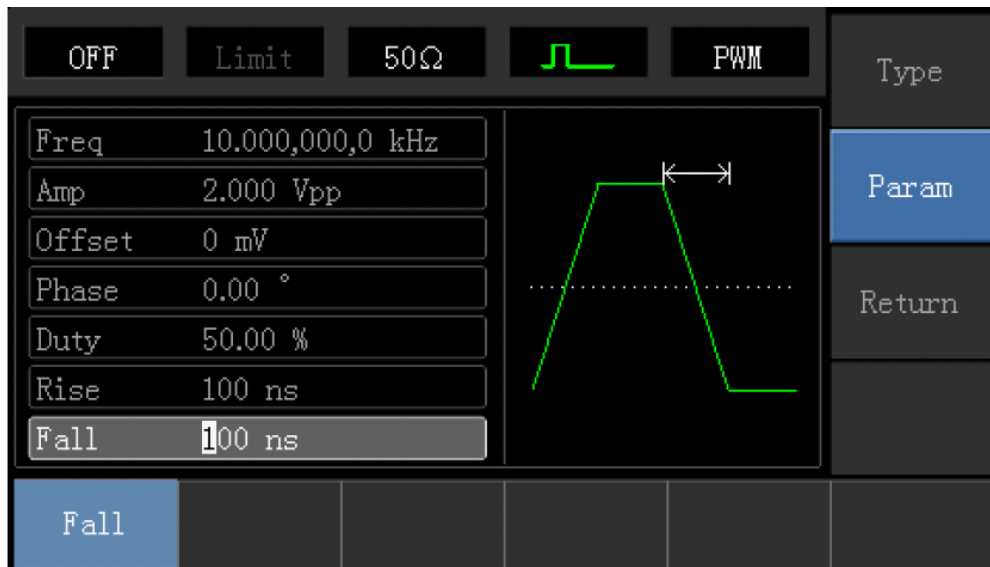 OFF Limit 50Ω PWM
Type
Freq 10.000,000,0 kHz
Amp 2.000 Vpp
Param
Offset 0 mV
Phase 0.00 °
Return
Duty 50.00 %
Rise 100 ns
Fall 100 ns
Fall